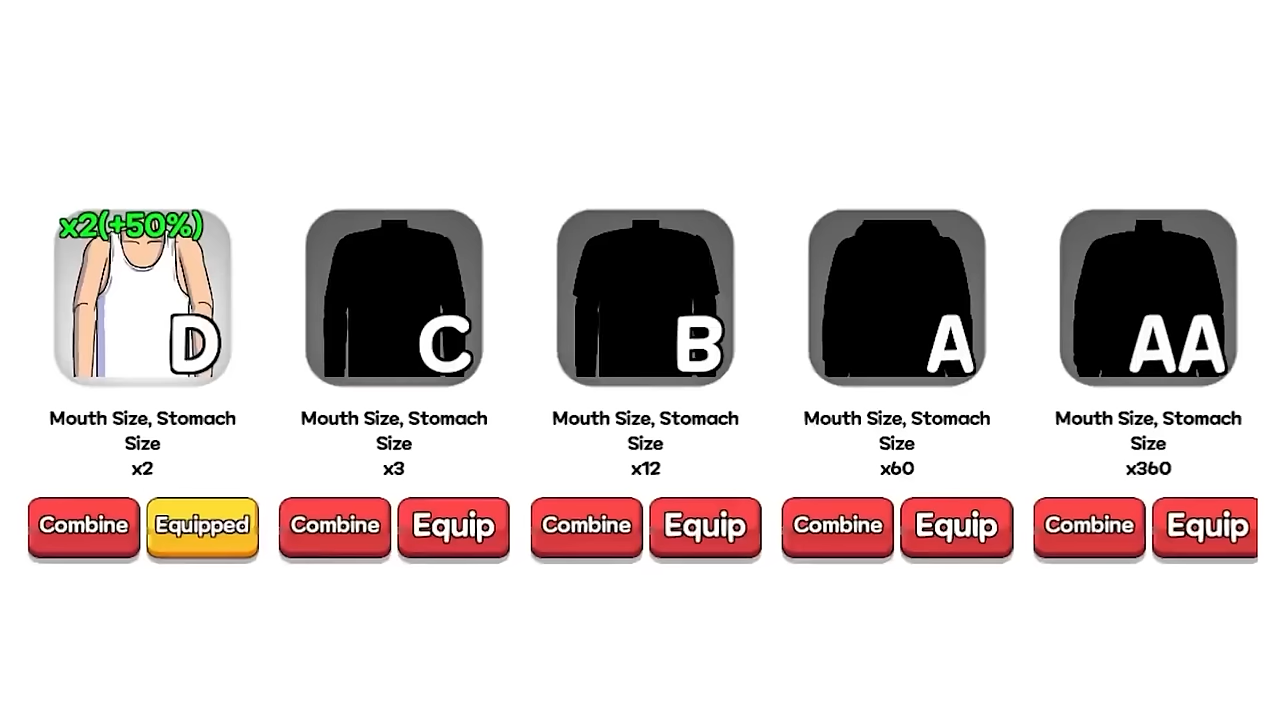 x2(+50%)
D
C
B
A
AA
Mouth Size, Stomach
Size
x2
Mouth Size, Stomach
Size
x3
Mouth Size, Stomach
Size
x12
Mouth Size, Stomach
Size
x60
Mouth Size, Stomach
Size
x360
Combine
Equipped
Combine
Equip
Combine
Equip
Combine
Equip
Combine
Equip